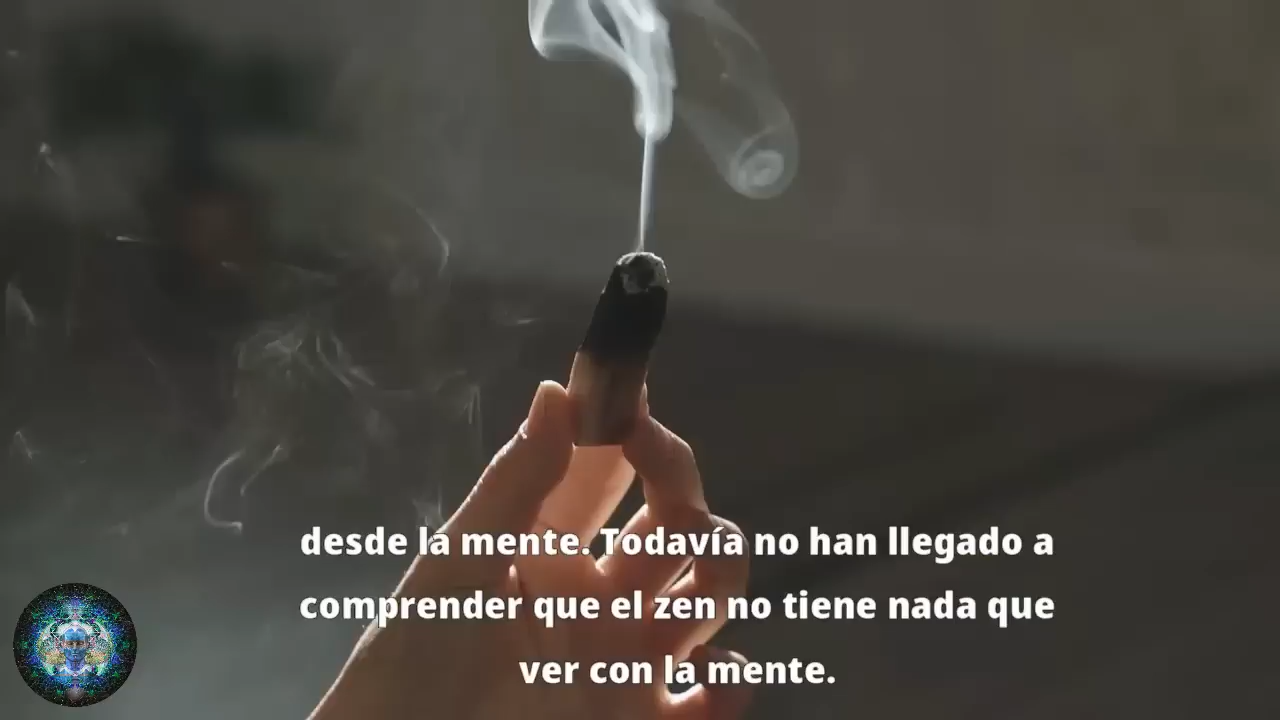 desde la mente. Todavía no han llegado a
comprender que el zen no tiene nada que
ver con la mente.